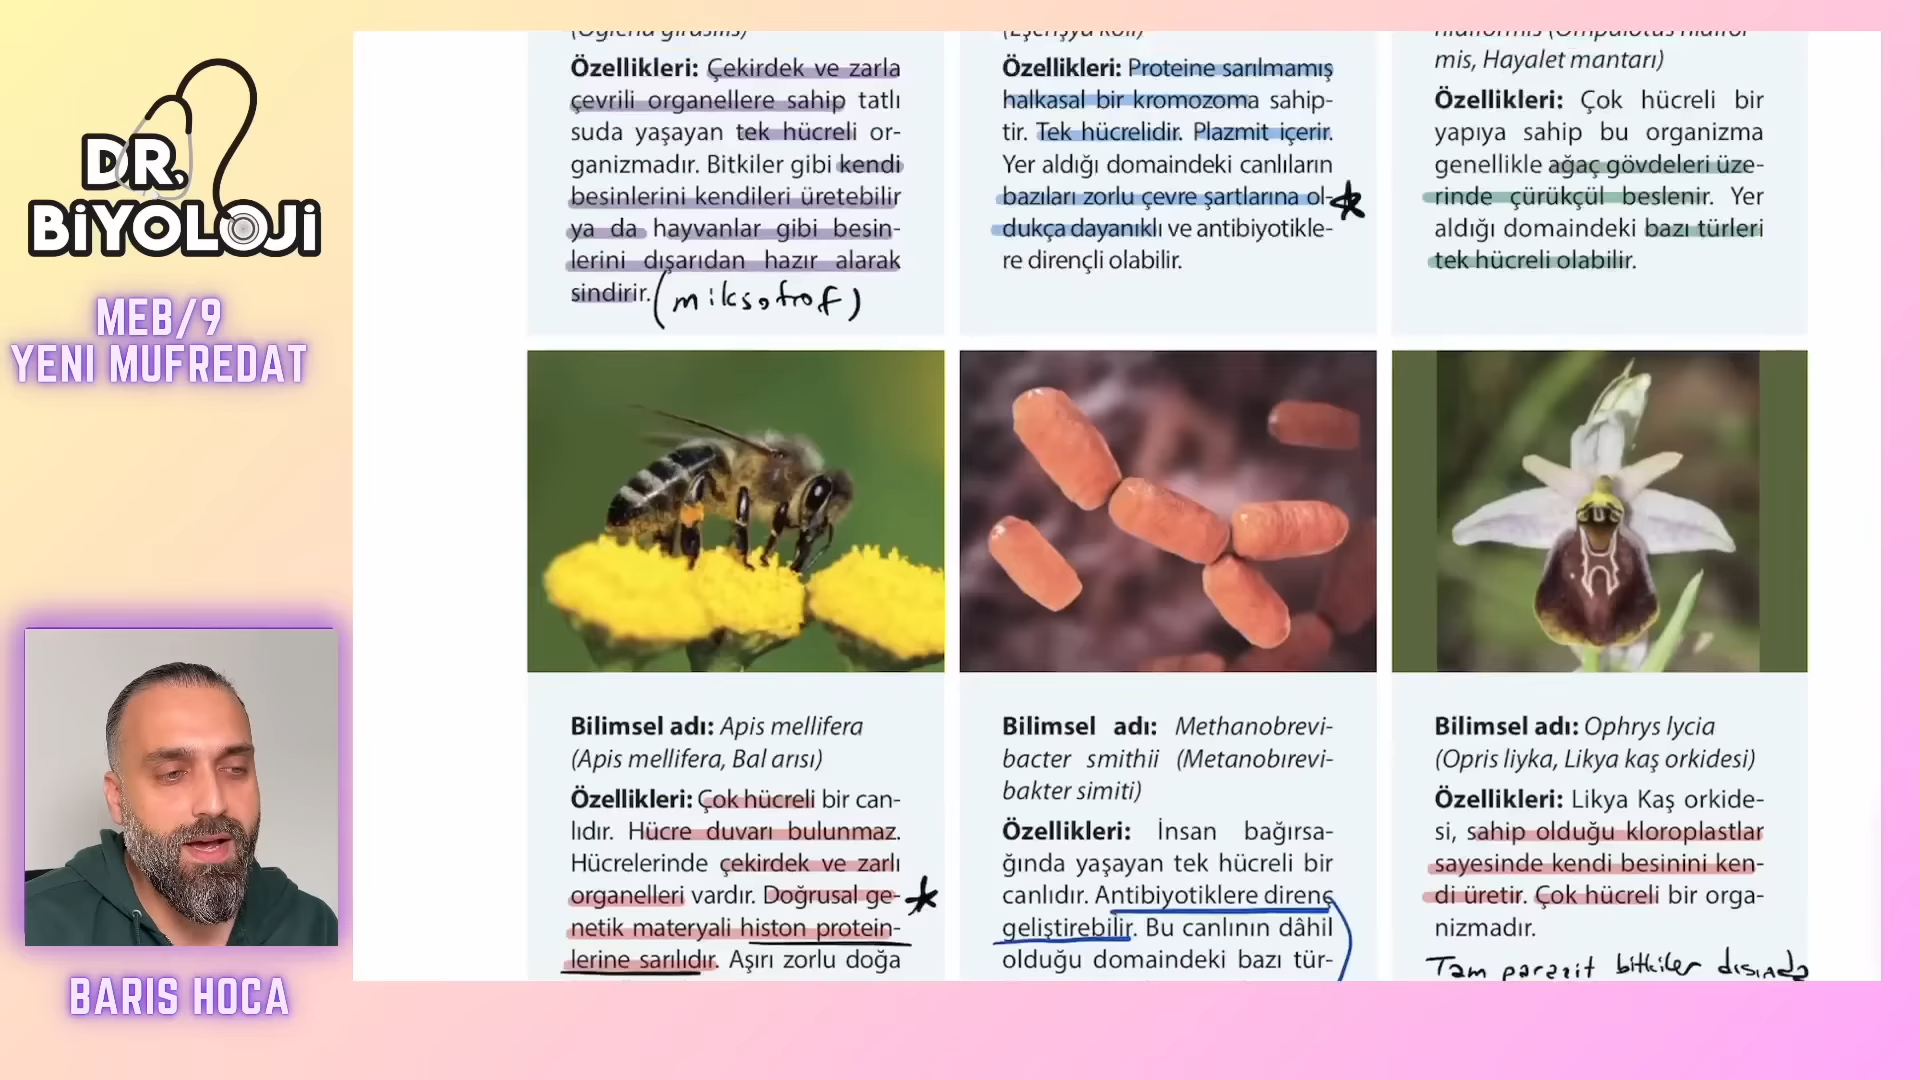 DR.
BiYOLOJi
MEB/9
YENI MUFREDAT
BARIS HOCA
Özellikleri: Çekirdek ve zarla
çevrili organellere sahip tatlı
suda yaşayan tek hücreli or-
ganizmadır. Bitkiler gibi kendi
besinlerini kendileri üretebilir
ya da hayvanlar gibi besin-
lerini dışarıdan hazır alarak
sindirir. (miksotrof)
Özellikleri: Proteine sarılmamış
halkasal bir kromozoma sahip-
tir. Tek hücrelidir. Plazmit içerir.
Yer aldığı domaindeki canlıların
bazıları zorlu çevre şartlarına ol-
dukça dayanıklı ve antibiyotikle-
re dirençli olabilir.
mis, Hayalet mantarı)
Özellikleri: Çok hücreli bir
yapıya sahip bu organizma
genellikle ağaç gövdeleri üze-
rinde çürükçül beslenir. Yer
aldığı domaindeki bazı türleri
tek hücreli olabilir.
Bilimsel adı: Apis mellifera
(Apis mellifera, Bal arısı)
Özellikleri: Çok hücreli bir can-
lıdır. Hücre duvarı bulunmaz.
Hücrelerinde çekirdek ve zarlı
organelleri vardır. Doğrusal ge-
netik materyali histon protein-
lerine sarılıdır. Aşırı zorlu doğa
Bilimsel adı: Methanobrevi-
bacter smithii (Metanobırevi-
bakter simiti)
Özellikleri: İnsan bağırsa-
ğında yaşayan tek hücreli bir
canlıdır. Antibiyotiklere direnç
geliştirebilir. Bu canlının dâhil
olduğu domaindeki bazı tür-
Bilimsel adı: Ophrys lycia
(Opris liyka, Likya kaş orkidesi)
Özellikleri: Likya Kaş orkide-
si, sahip olduğu kloroplastlar
sayesinde kendi besinini ken-
di üretir. Çok hücreli bir orga-
nizmadır.
Tam parazit bitkiler dışında